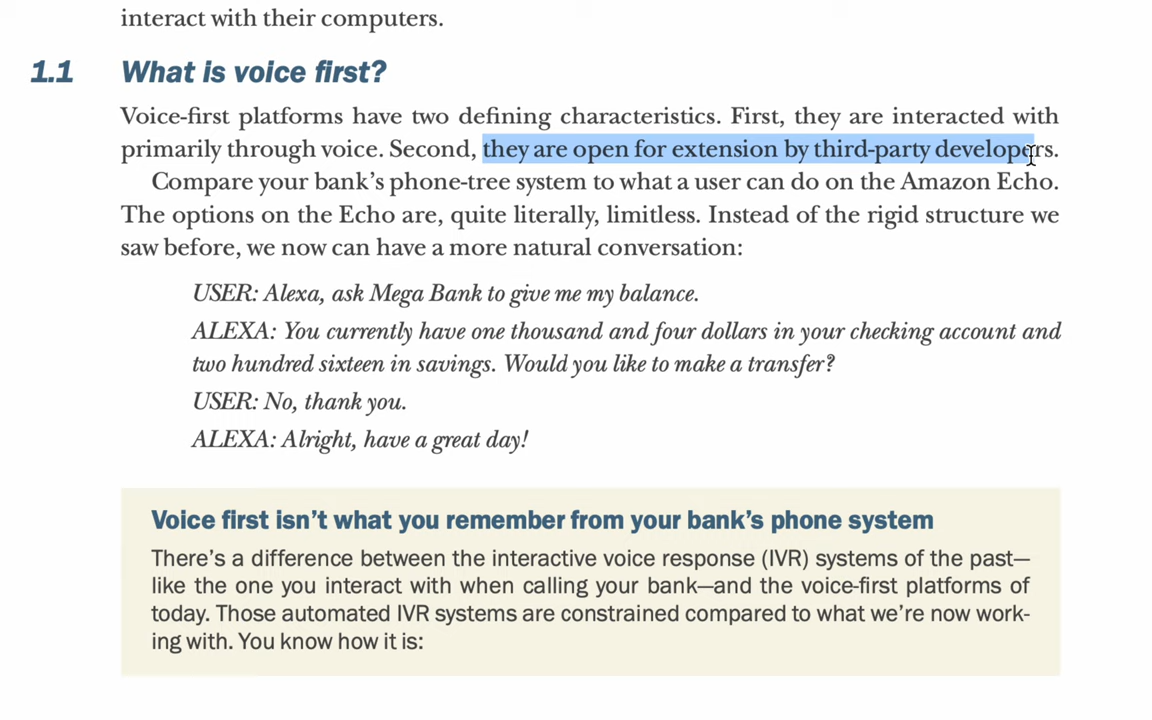 interact with their computers.
1.1 What is voice first?
Voice-first platforms have two defining characteristics. First, they are interacted with
primarily through voice. Second, they are open for extension by third-party developers.
Compare your bank's phone-tree system to what a user can do on the Amazon Echo.
The options on the Echo are, quite literally, limitless. Instead of the rigid structure we
saw before, we now can have a more natural conversation:
USER: Alexa, ask Mega Bank to give me my balance.
ALEXA: You currently have one thousand and four dollars in your checking account and
two hundred sixteen in savings. Would you like to make a transfer?
USER: No, thank you.
ALEXA: Alright, have a great day!
Voice first isn't what you remember from your bank's phone system
There's a difference between the interactive voice response (IVR) systems of the past—
like the one you interact with when calling your bank—and the voice-first platforms of
today. Those automated IVR systems are constrained compared to what we're now work-
ing with. You know how it is: